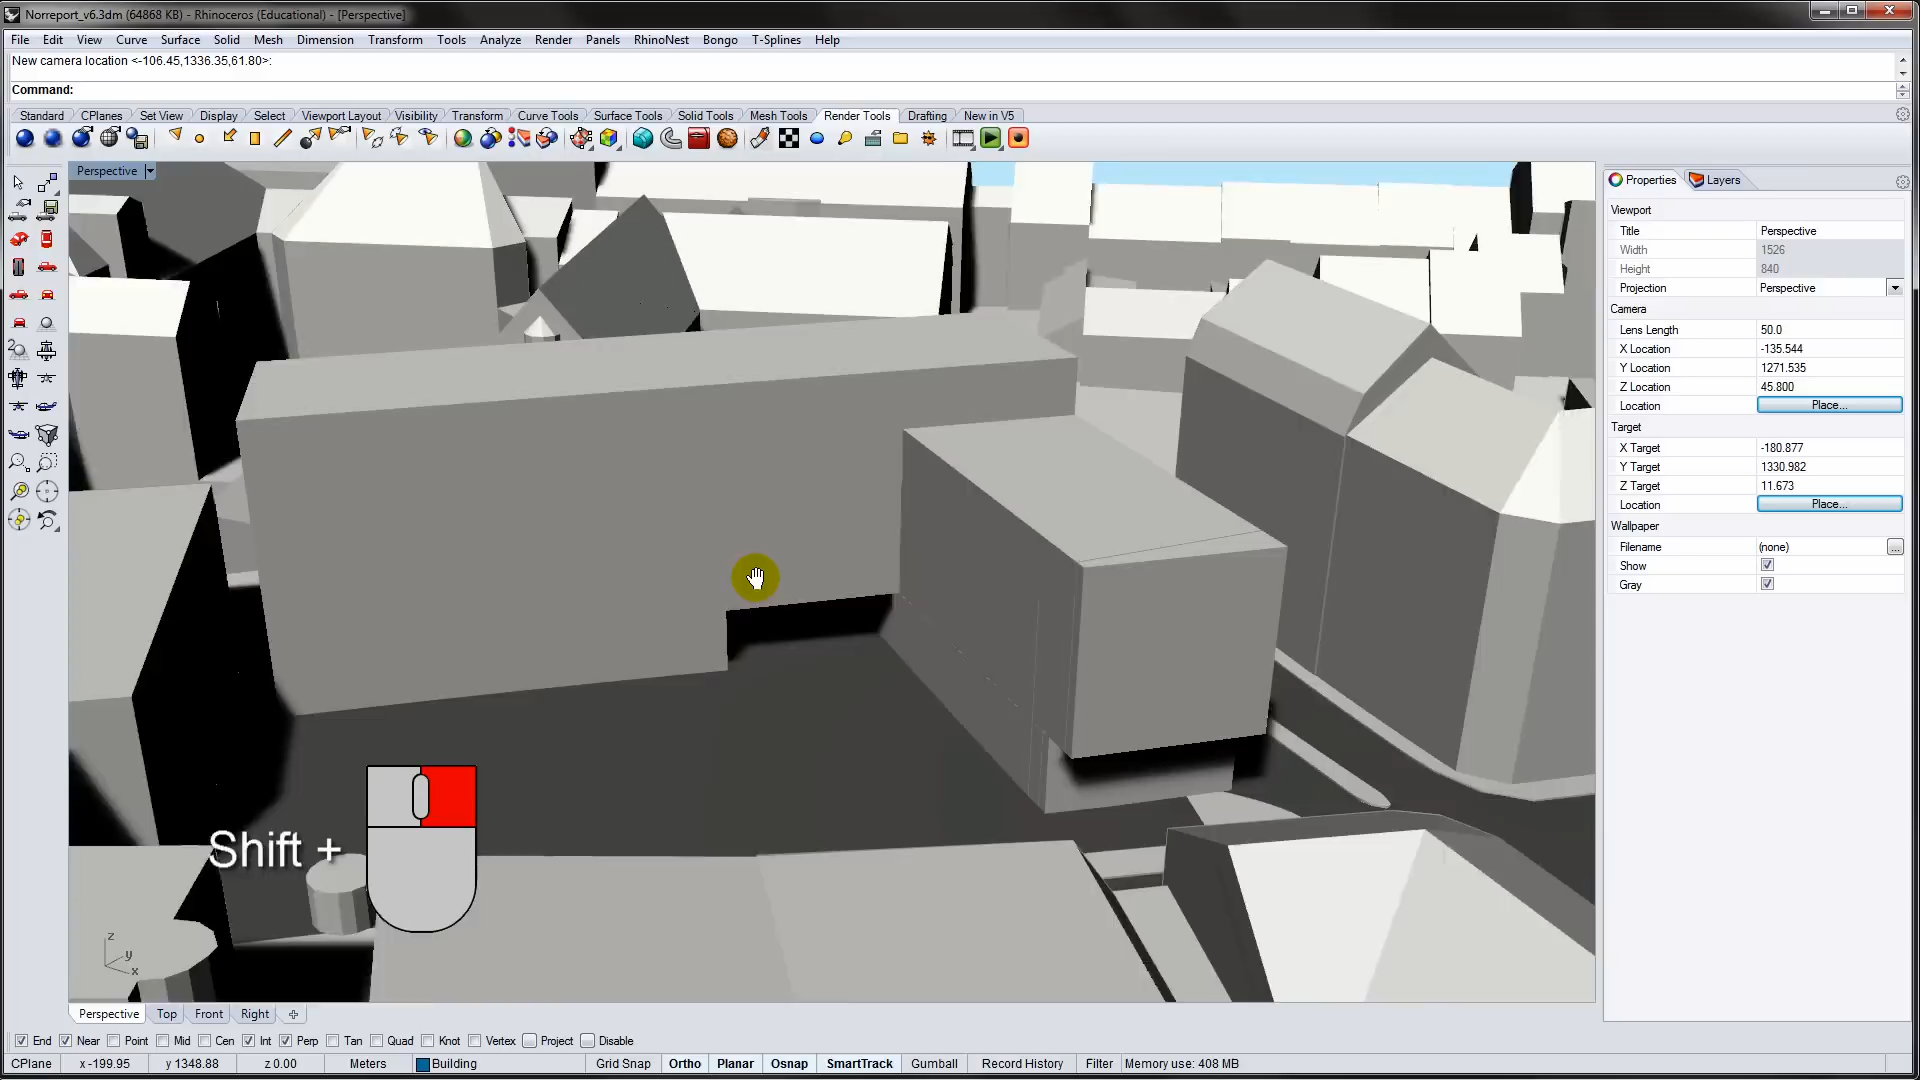 Norreport_v6.3dm (64868 KB) - Rhinoceros (Educational) - [Perspective]
File Edit View Curve Surface Solid Mesh Dimension Transform Tools Analyze Render Panels RhinoNest Bongo T-Splines Help
New camera location <-106.45,1336.35,61.80>:
Command:
Standard CPlanes Set View Display Select Viewport Layout Visibility Transform Curve Tools Surface Tools Solid Tools Mesh Tools Render Tools Drafting New in V5
Perspective
Properties Layers
Viewport
Title Perspective
Width 1526
Height 840
Projection Perspective
Camera
Lens Length 50.0
X Location -135.544
Y Location 1271.535
Z Location 45.800
Location Place...
Target
X Target -180.877
Y Target 1330.982
Z Target 11.673
Location Place...
Wallpaper
Filename (none) ...
Show
Gray
Shift +
z
y
x
Perspective Top Front Right
End Near Point Mid Cen Int Perp Tan Quad Knot Vertex Project Disable
CPlane x -199.95 y 1348.88 z 0.00 Meters Building Grid Snap Ortho Planar Osnap SmartTrack Gumball Record History Filter Memory use: 408 MB